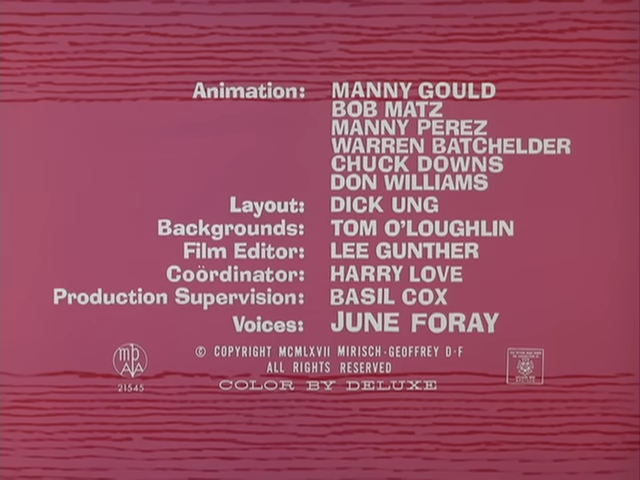 Animation: MANNY GOULD
BOB MATZ
MANNY PEREZ
WARREN BATCHELDER
CHUCK DOWNS
DON WILLIAMS
Layout: DICK UNG
Backgrounds: TOM O'LOUGHLIN
Film Editor: LEE GUNTHER
Coördinator: HARRY LOVE
Production Supervision: BASIL COX
Voices: JUNE FORAY
© COPYRIGHT MCMLXVII MIRISCH-GEOFFREY D-F
ALL RIGHTS RESERVED
COLOR BY DELUXE
mpAA
21545